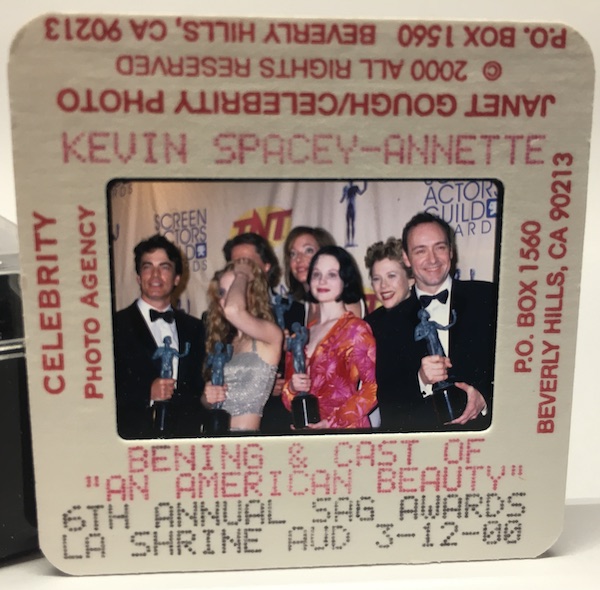 P.O. BOX 1560 BEVERLY HILLS, CA 90213
© 2000 ALL RIGHTS RESERVED
JANET GOUGH/CELEBRITY PHOTO
KEVIN SPACEY-ANNETTE
CELEBRITY
PHOTO AGENCY
SCREEN
ACTORS
TNT
ACTORS
GUILD
AWARD
P.O. BOX 1560
BEVERLY HILLS, CA 90213
BENING & CAST OF
"AN AMERICAN BEAUTY"
6TH ANNUAL SAG AWARDS
LA SHRINE AUD 3-12-00